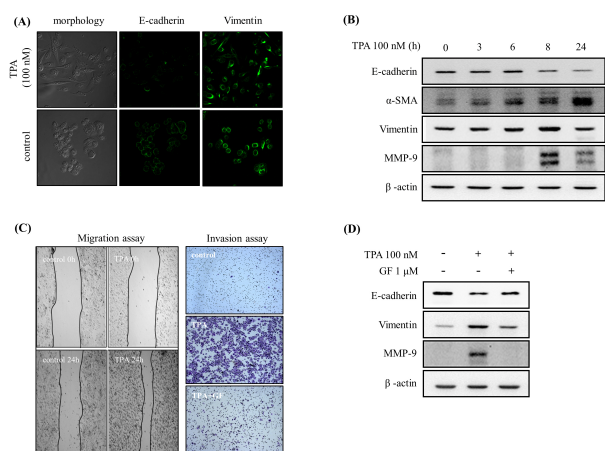 (A)
morphology E-cadherin Vimentin
TPA
(100 nM)
control
(B)
TPA 100 nM (h) 0 3 6 8 24
E-cadherin
α-SMA
Vimentin
MMP-9
β -actin
(C)
Migration assay Invasion assay
control 0h TPA 0h
control 24h TPA 24h
control
TPA
TPA+GF
(D)
TPA 100 nM - + +
GF 1 μM - - +
E-cadherin
Vimentin
MMP-9
β -actin